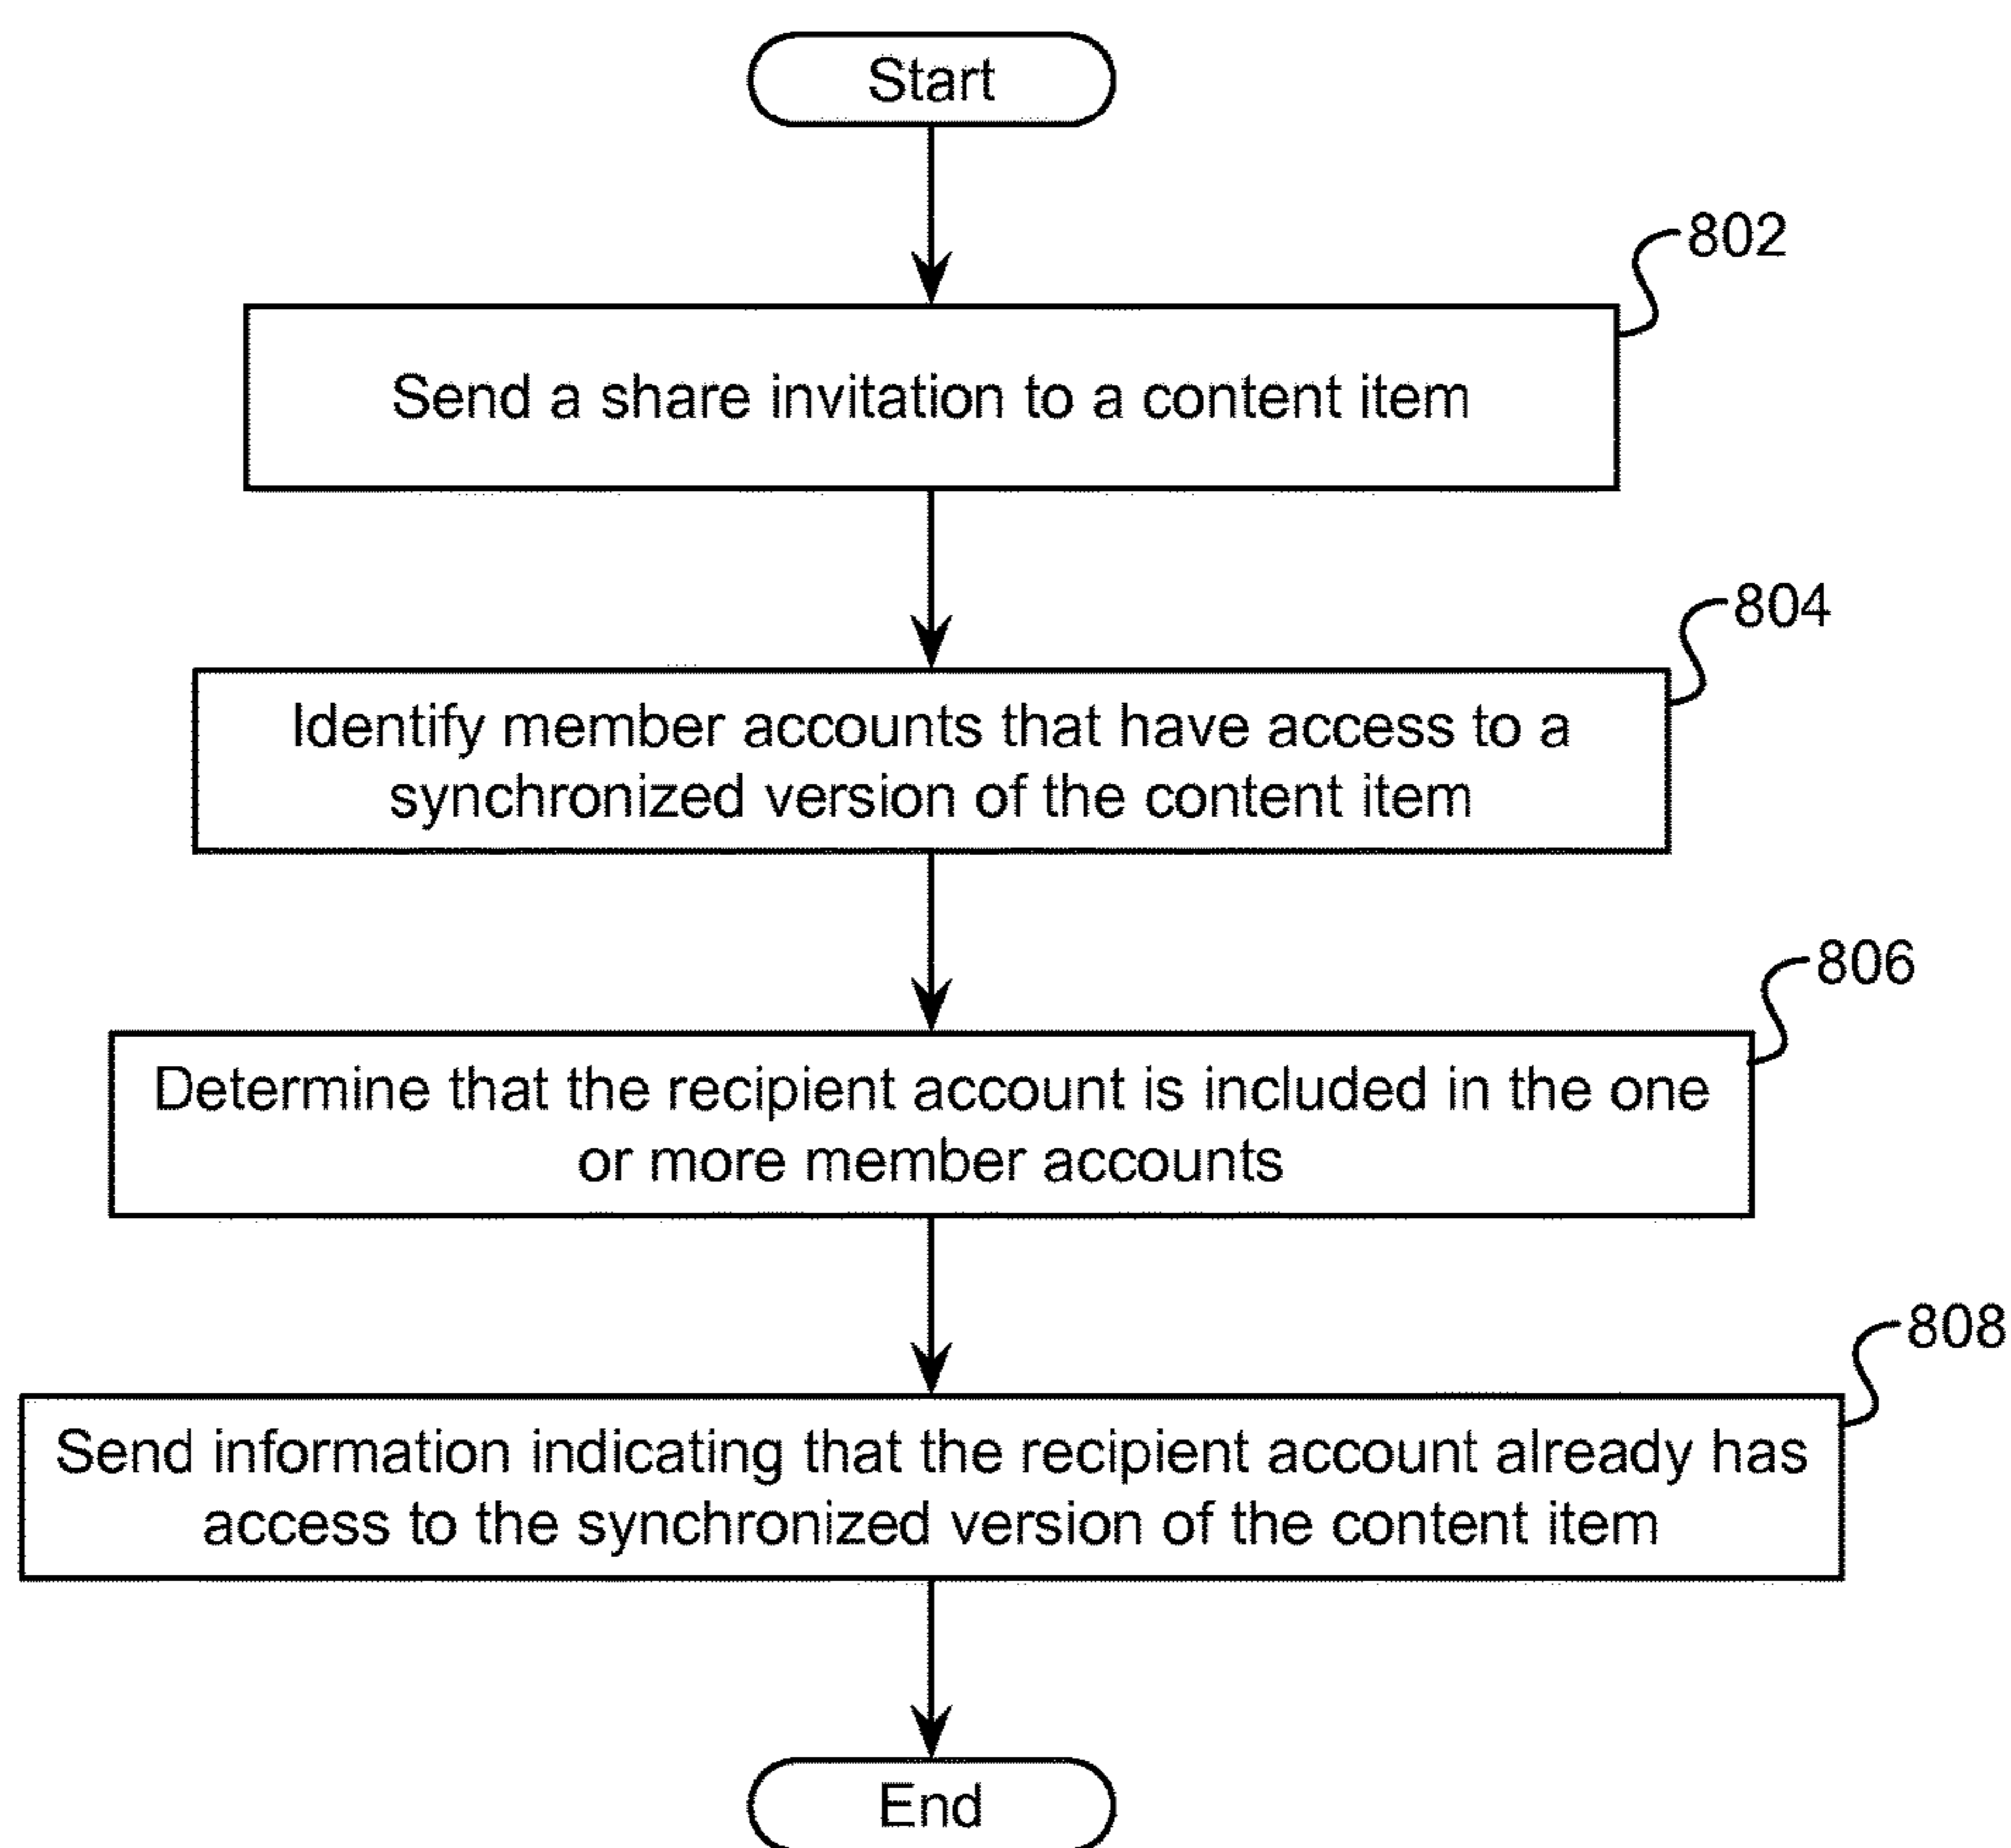 Start
802
Send a share invitation to a content item
804
Identify member accounts that have access to a
synchronized version of the content item
806
Determine that the recipient account is included in the one
or more member accounts
808
Send information indicating that the recipient account already has
access to the synchronized version of the content item
End